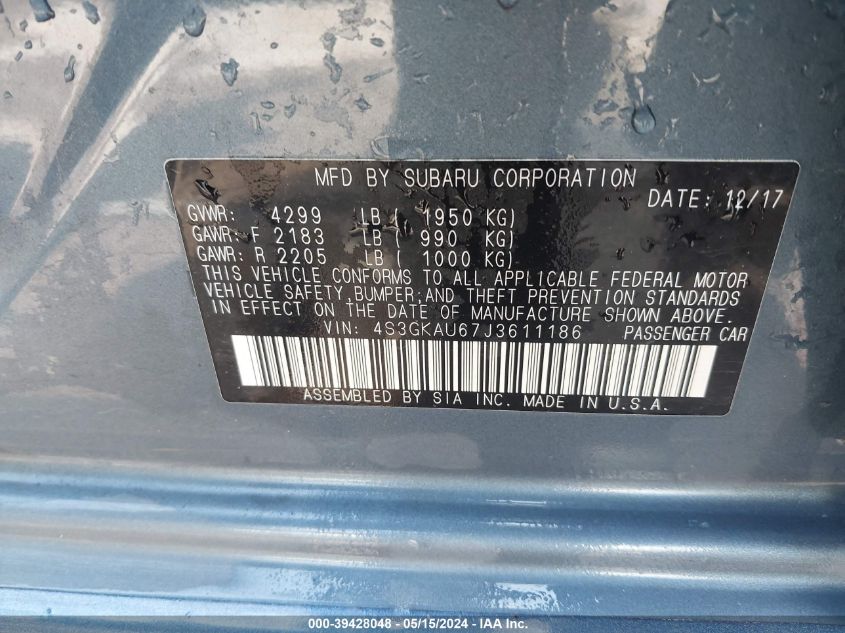 MFD BY SUBARU CORPORATION
DATE: 12/17
GVWR: 4299 LB ( 1950 KG)
GAWR: F 2183 LB ( 990 KG)
GAWR: R 2205 LB ( 1000 KG)
THIS VEHICLE CONFORMS TO ALL APPLICABLE FEDERAL MOTOR
VEHICLE SAFETY, BUMPER, AND THEFT PREVENTION STANDARDS
IN EFFECT ON THE DATE OF MANUFACTURE SHOWN ABOVE.
VIN: 4S3GKAU67J3611186 PASSENGER CAR
ASSEMBLED BY SIA INC. MADE IN U.S.A.
000-39428048 - 05/15/2024 - IAA Inc.